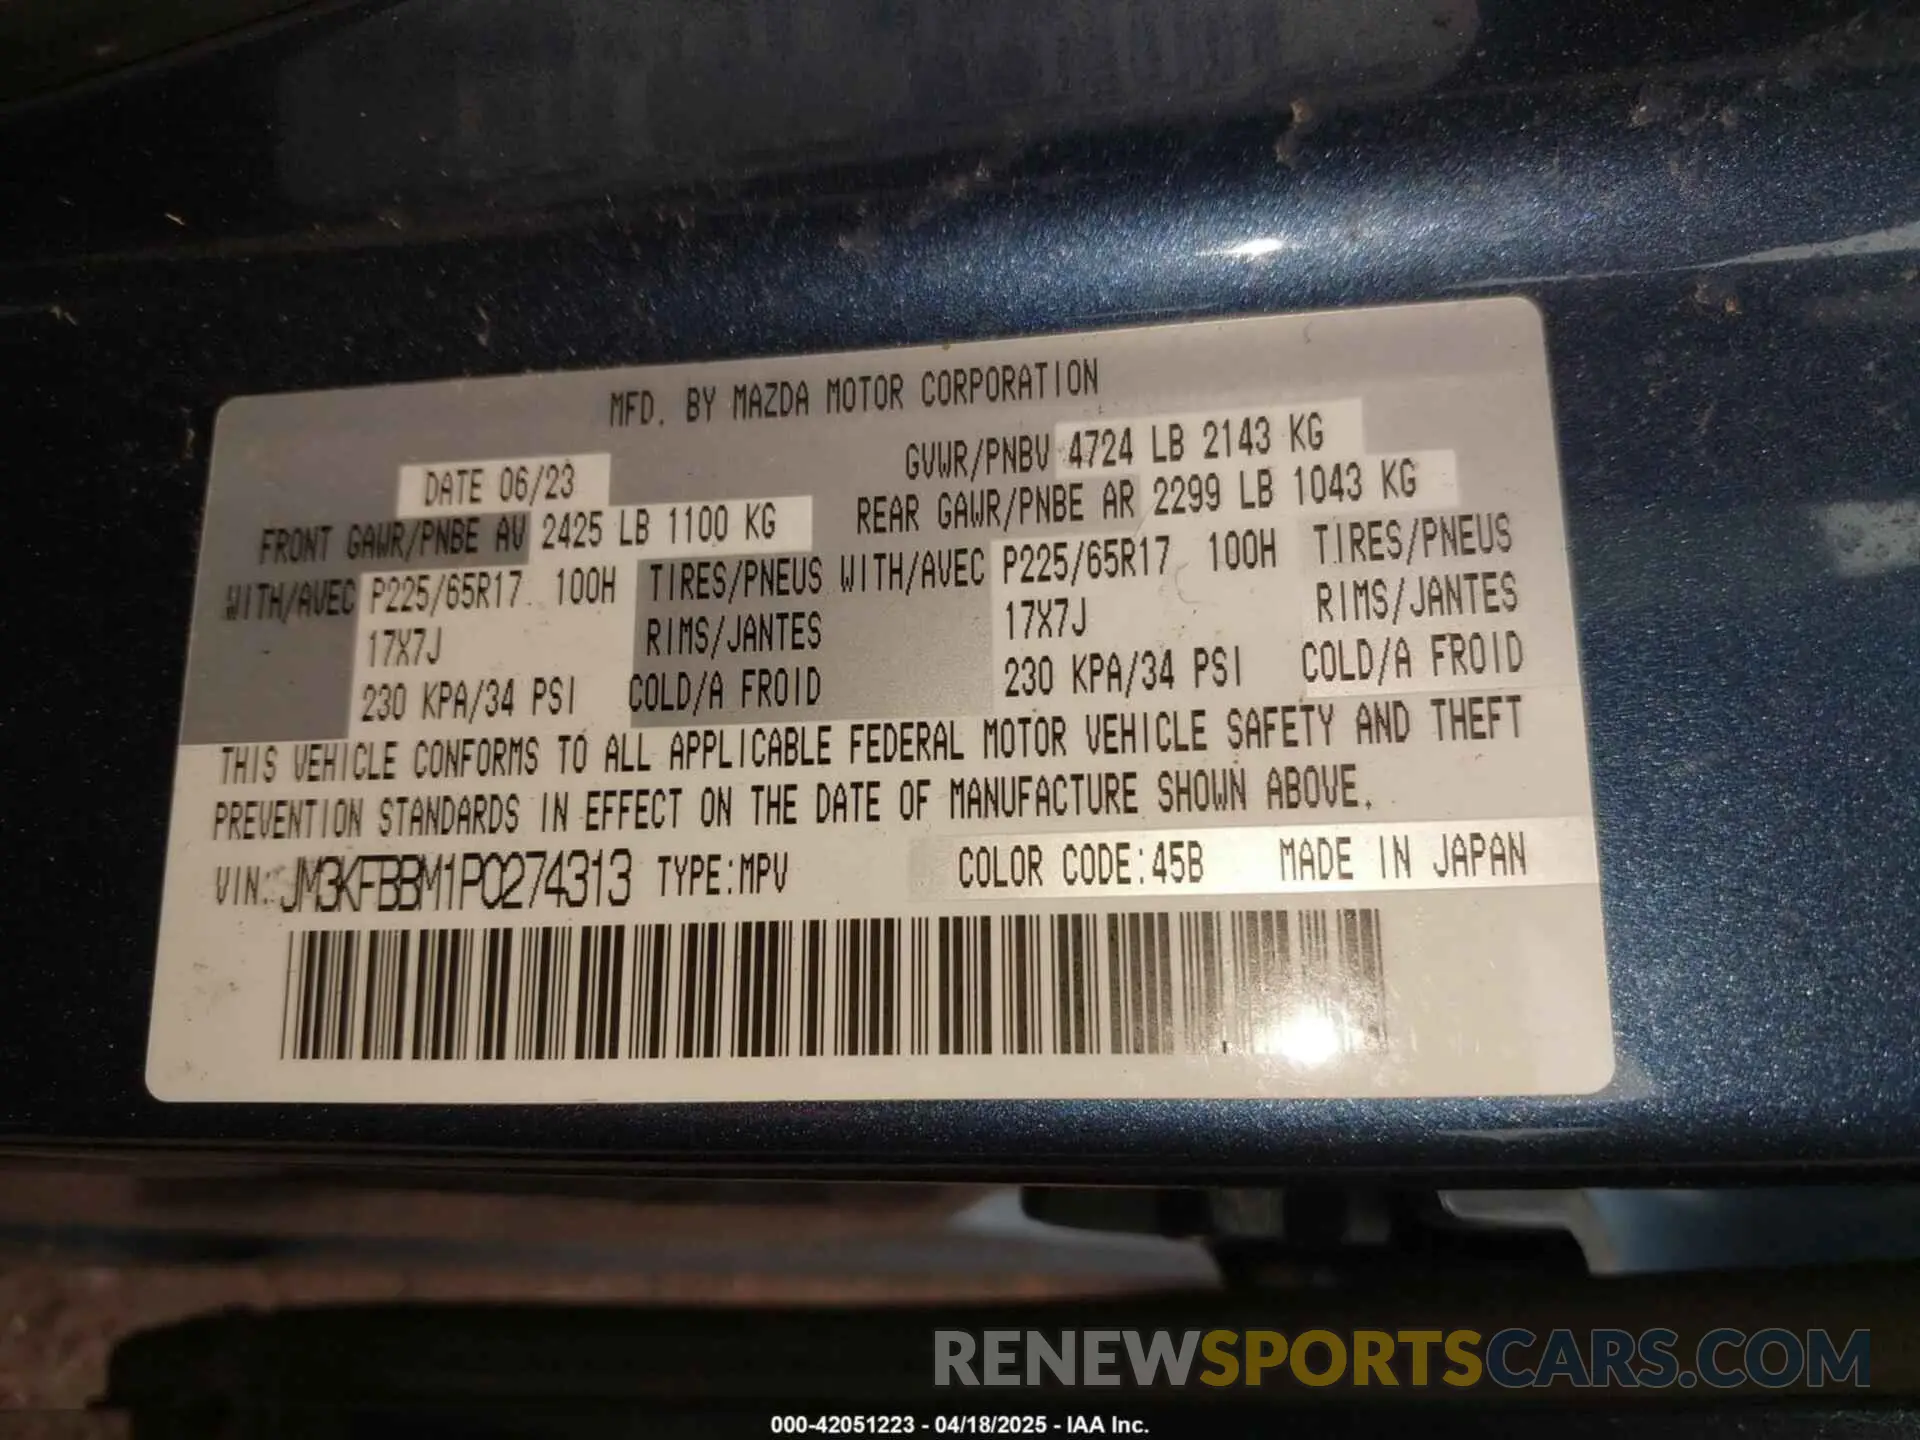 MFD. BY MAZDA MOTOR CORPORATION
DATE 06/23 GVWR/PNBV 4724 LB 2143 KG
FRONT GAWR/PNBE AV 2425 LB 1100 KG REAR GAWR/PNBE AR 2299 LB 1043 KG
WITH/AVEC P225/65R17 100H TIRES/PNEUS WITH/AVEC P225/65R17 100H TIRES/PNEUS
17X7J RIMS/JANTES 17X7J RIMS/JANTES
230 KPA/34 PSI COLD/A FROID 230 KPA/34 PSI COLD/A FROID
THIS VEHICLE CONFORMS TO ALL APPLICABLE FEDERAL MOTOR VEHICLE SAFETY AND THEFT
PREVENTION STANDARDS IN EFFECT ON THE DATE OF MANUFACTURE SHOWN ABOVE.
VIN: JM3KFBBM1P0274313 TYPE:MPV COLOR CODE:45B MADE IN JAPAN
RENEWSPORTSCARS.COM
000-42051223 - 04/18/2025 - IAA Inc.